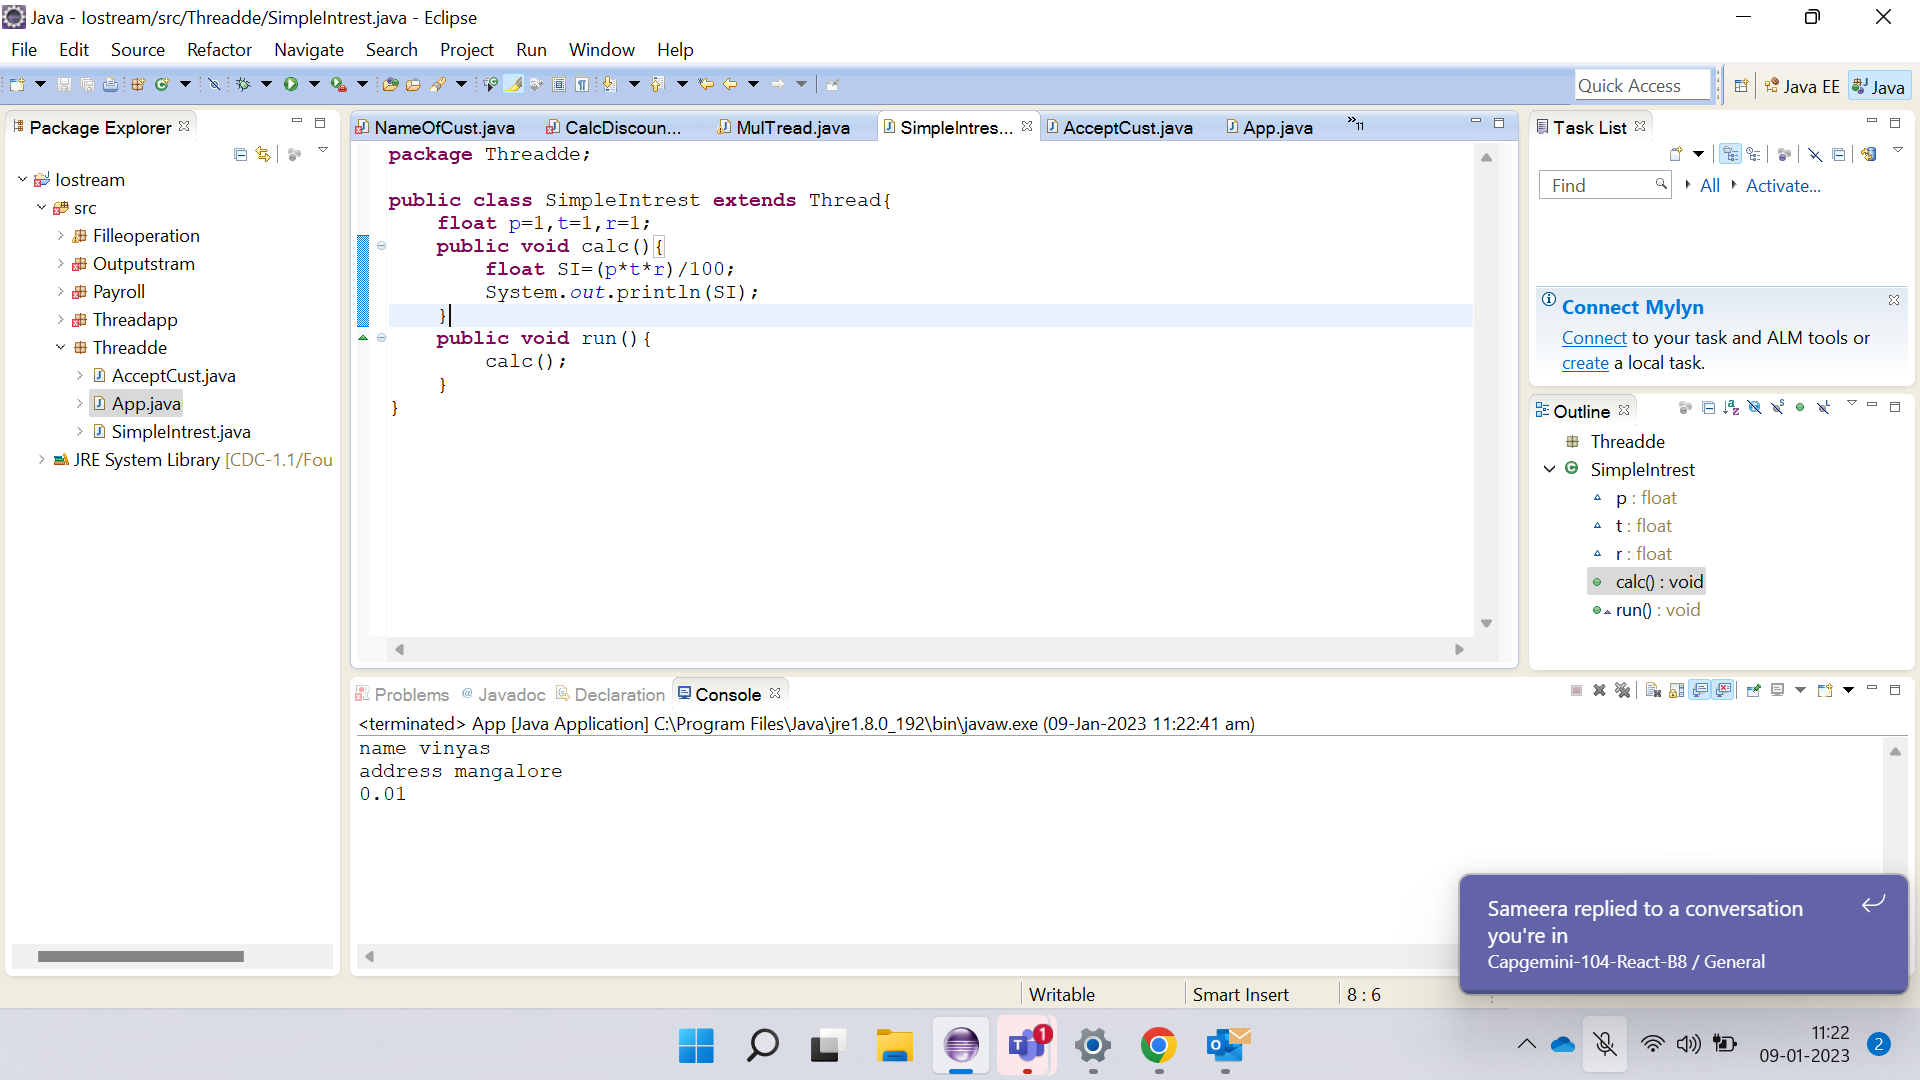 Java - Iostream/src/Threadde/SimpleIntrest.java - Eclipse
File Edit Source Refactor Navigate Search Project Run Window Help
Quick Access
Java EE
Java
Package Explorer
Iostream
src
Filleoperation
Outputstram
Payroll
Threadapp
Threadde
AcceptCust.java
App.java
SimpleIntrest.java
JRE System Library [CDC-1.1/Fou
NameOfCust.java CalcDiscoun... MulTread.java SimpleIntres... AcceptCust.java App.java »11
package Threadde;
public class SimpleIntrest extends Thread{
float p=1,t=1,r=1;
public void calc(){
float SI=(p*t*r)/100;
System.out.println(SI);
}
public void run(){
calc();
}
}
Task List
Find
All
Activate...
Connect Mylyn
Connect to your task and ALM tools or
create a local task.
Outline
Threadde
SimpleIntrest
p : float
t : float
r : float
calc() : void
run() : void
Problems @ Javadoc Declaration Console
<terminated> App [Java Application] C:\Program Files\Java\jre1.8.0_192\bin\javaw.exe (09-Jan-2023 11:22:41 am)
name vinyas
address mangalore
0.01
Sameera replied to a conversation
you're in
Capgemini-104-React-B8 / General
Writable
Smart Insert
8 : 6
1
11:22
09-01-2023
2